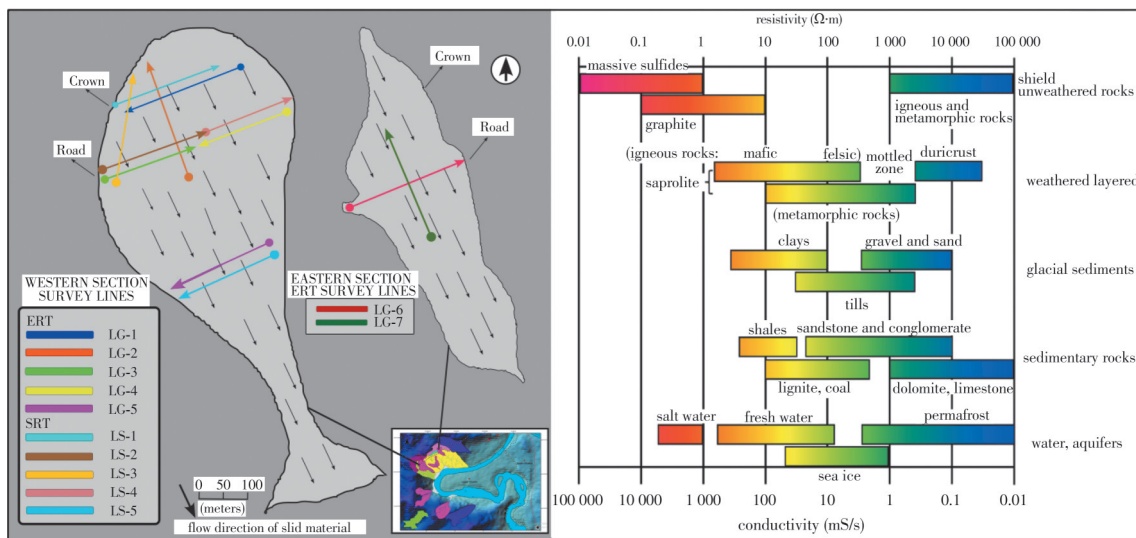 Crown
Road
Crown
Road
WESTERN SECTION
SURVEY LINES
ERT
LG-1
LG-2
LG-3
LG-4
LG-5
SRT
LS-1
LS-2
LS-3
LS-4
LS-5
EASTERN SECTION
ERT SURVEY LINES
LG-6
LG-7
0 50 100
(meters)
flow direction of slid material
resistivity (Ω·m)
0.01 0.1 1 10 100 1 000 10 000 100 000
massive sulfides
shield
unweathered rocks
igneous and
metamorphic rocks
graphite
(igneous rocks: mafic felsic) mottled
zone
duricrust
saprolite
weathered layered
(metamorphic rocks)
clays
gravel and sand
glacial sediments
tills
shales
sandstone and conglomerate
sedimentary rocks
lignite, coal
dolomite, limestone
salt water
fresh water
permafrost
water, aquifers
sea ice
100 000 10 000 1 000 100 10 1 0.1 0.01
conductivity (mS/s)